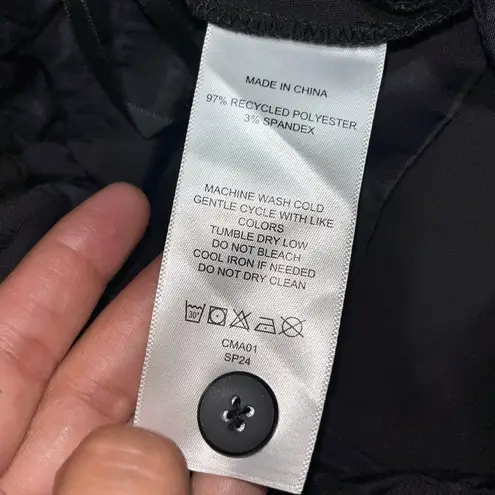 MADE IN CHINA
97% RECYCLED POLYESTER
3% SPANDEX
MACHINE WASH COLD
GENTLE CYCLE WITH LIKE
COLORS
TUMBLE DRY LOW
DO NOT BLEACH
COOL IRON IF NEEDED
DO NOT DRY CLEAN
30°
CMA01
SP24